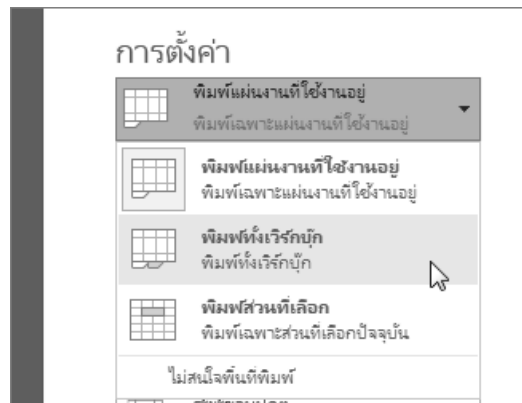 การตั้งค่า
พิมพ์แผ่นงานที่ใช้งานอยู่
พิมพ์เฉพาะแผ่นงานที่ใช้งานอยู่
พิมพ์แผ่นงานที่ใช้งานอยู่
พิมพ์เฉพาะแผ่นงานที่ใช้งานอยู่
พิมพ์ทั้งเวิร์กบุ๊ก
พิมพ์ทั้งเวิร์กบุ๊ก
พิมพ์ส่วนที่เลือก
พิมพ์เฉพาะส่วนที่เลือกปัจจุบัน
ไม่สนใจพื้นที่พิมพ์